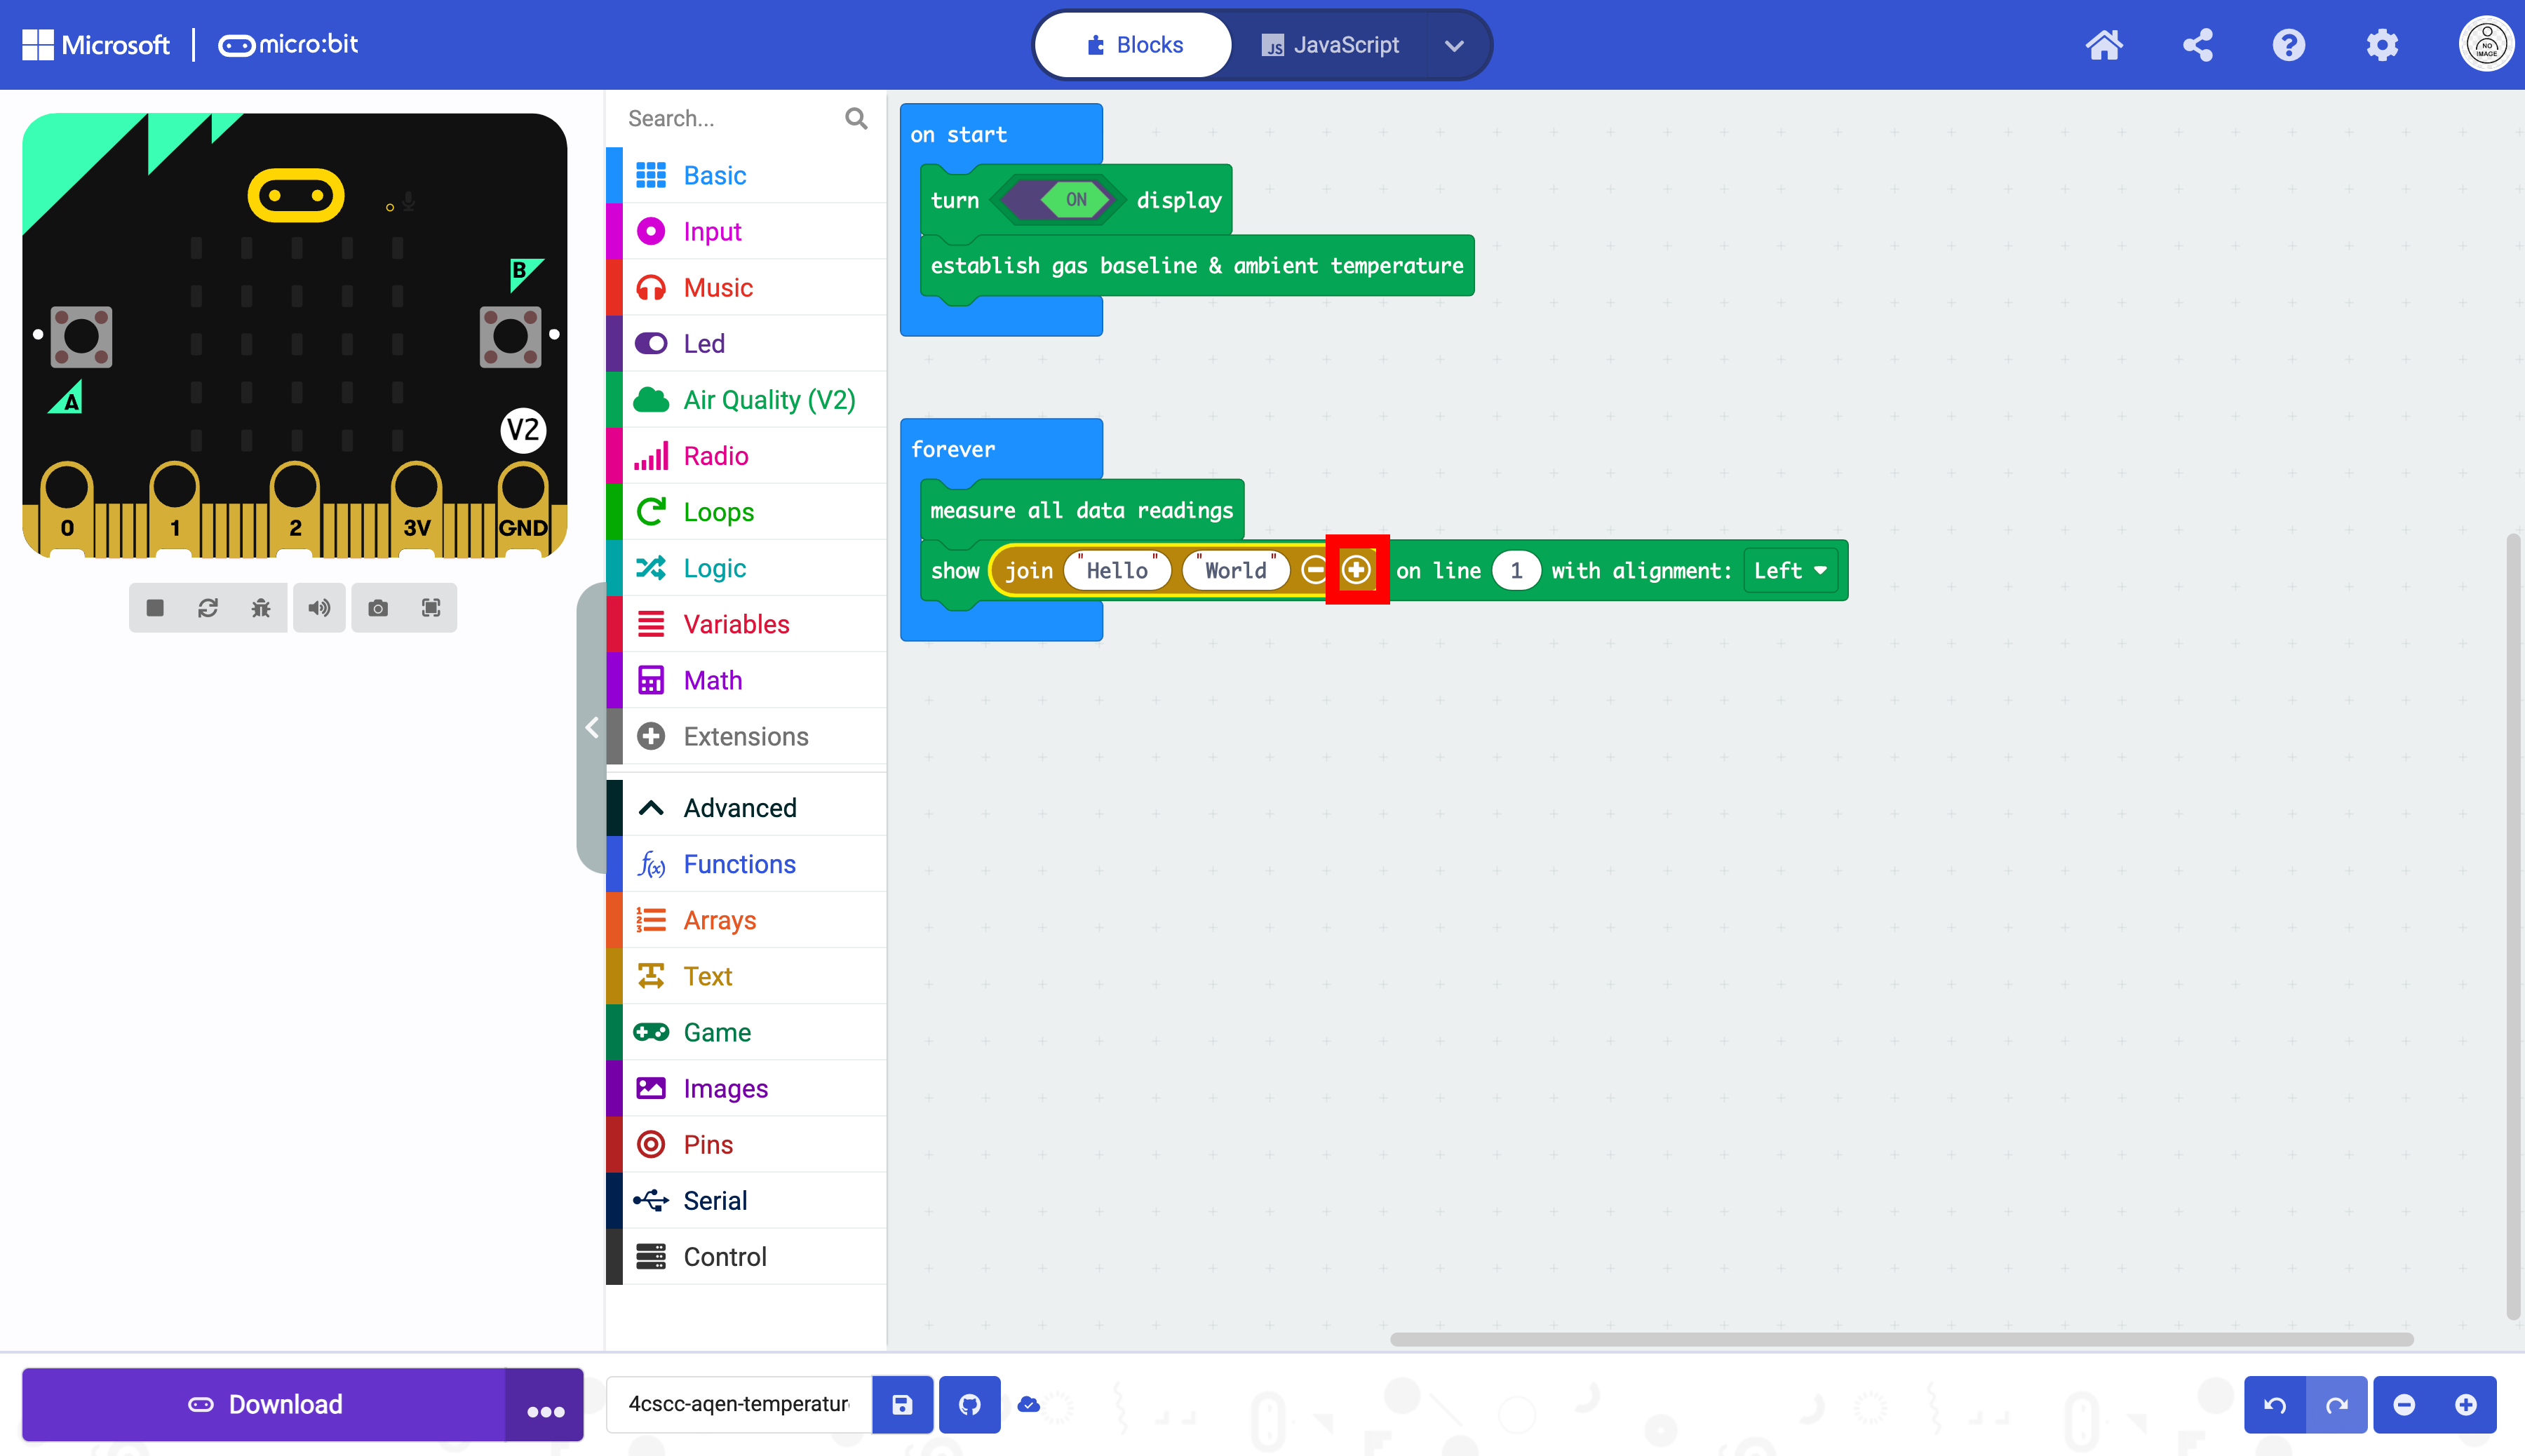 Microsoft | micro:bit
Blocks
JS JavaScript
NO IMAGE
B
A
V2
0 1 2 3V GND
Search...
Basic
Input
Music
Led
Air Quality (V2)
Radio
Loops
Logic
Variables
Math
Extensions
Advanced
f(x) Functions
Arrays
Text
Game
Images
Pins
Serial
Control
on start
turn ON display
establish gas baseline & ambient temperature
forever
measure all data readings
show join "Hello" "World" on line 1 with alignment: Left
Download
4cscc-aqen-temperatur